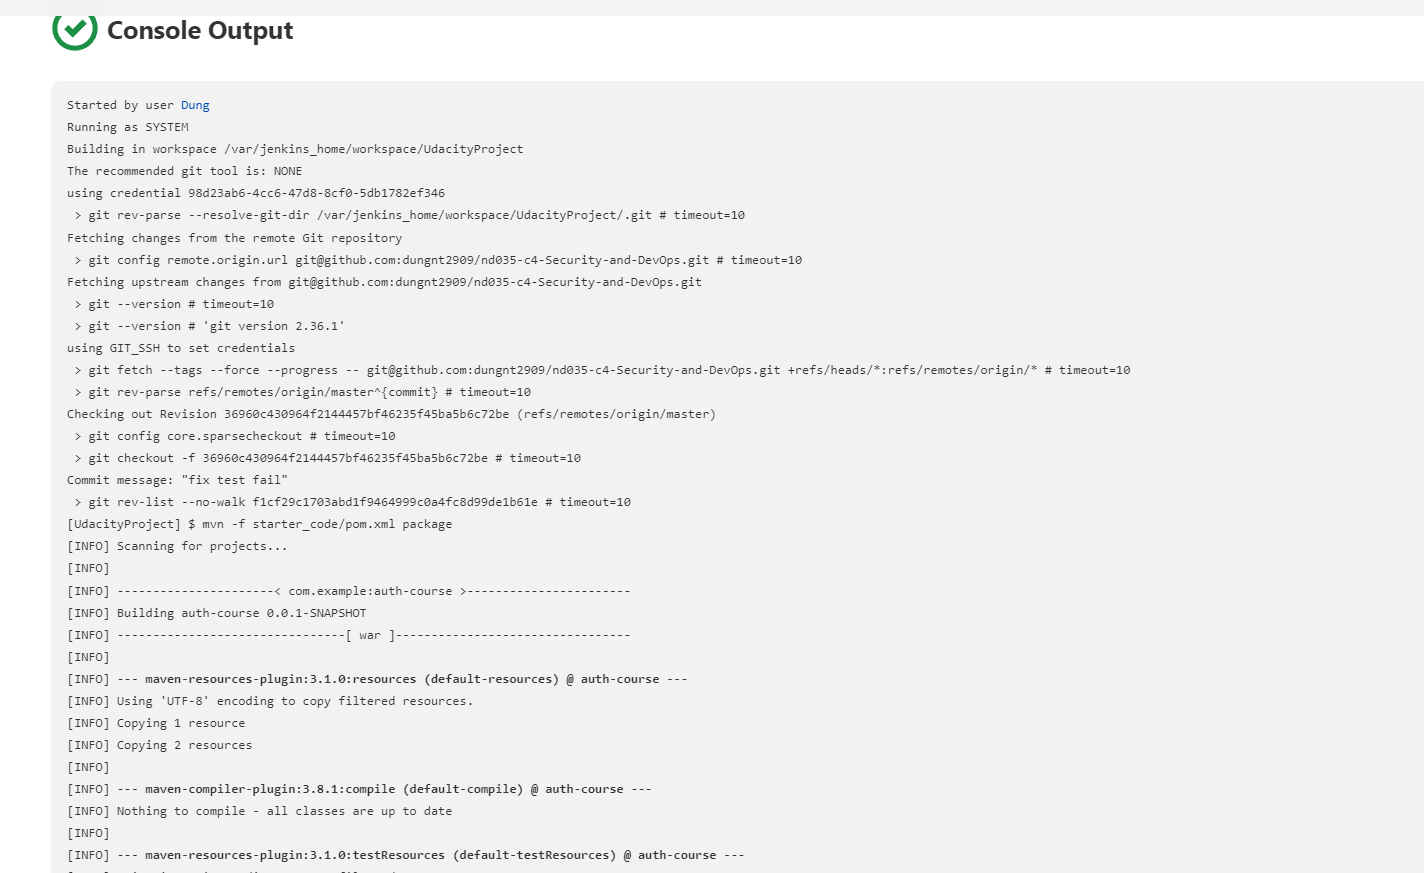 Console Output
Started by user Dung
Running as SYSTEM
Building in workspace /var/jenkins_home/workspace/UdacityProject
The recommended git tool is: NONE
using credential 98d23ab6-4cc6-47d8-8cf0-5db1782ef346
 > git rev-parse --resolve-git-dir /var/jenkins_home/workspace/UdacityProject/.git # timeout=10
Fetching changes from the remote Git repository
 > git config remote.origin.url git@github.com:dungnt2909/nd035-c4-Security-and-DevOps.git # timeout=10
Fetching upstream changes from git@github.com:dungnt2909/nd035-c4-Security-and-DevOps.git
 > git --version # timeout=10
 > git --version # 'git version 2.36.1'
using GIT_SSH to set credentials
 > git fetch --tags --force --progress -- git@github.com:dungnt2909/nd035-c4-Security-and-DevOps.git +refs/heads/*:refs/remotes/origin/* # timeout=10
 > git rev-parse refs/remotes/origin/master^{commit} # timeout=10
Checking out Revision 36960c430964f2144457bf46235f45ba5b6c72be (refs/remotes/origin/master)
 > git config core.sparsecheckout # timeout=10
 > git checkout -f 36960c430964f2144457bf46235f45ba5b6c72be # timeout=10
Commit message: "fix test fail"
 > git rev-list --no-walk f1cf29c1703abd1f9464999c0a4fc8d99de1b61e # timeout=10
[UdacityProject] $ mvn -f starter_code/pom.xml package
[INFO] Scanning for projects...
[INFO]
[INFO] ----------------------< com.example:auth-course >-----------------------
[INFO] Building auth-course 0.0.1-SNAPSHOT
[INFO] --------------------------------[ war ]---------------------------------
[INFO]
[INFO] --- maven-resources-plugin:3.1.0:resources (default-resources) @ auth-course ---
[INFO] Using 'UTF-8' encoding to copy filtered resources.
[INFO] Copying 1 resource
[INFO] Copying 2 resources
[INFO]
[INFO] --- maven-compiler-plugin:3.8.1:compile (default-compile) @ auth-course ---
[INFO] Nothing to compile - all classes are up to date
[INFO]
[INFO] --- maven-resources-plugin:3.1.0:testResources (default-testResources) @ auth-course ---